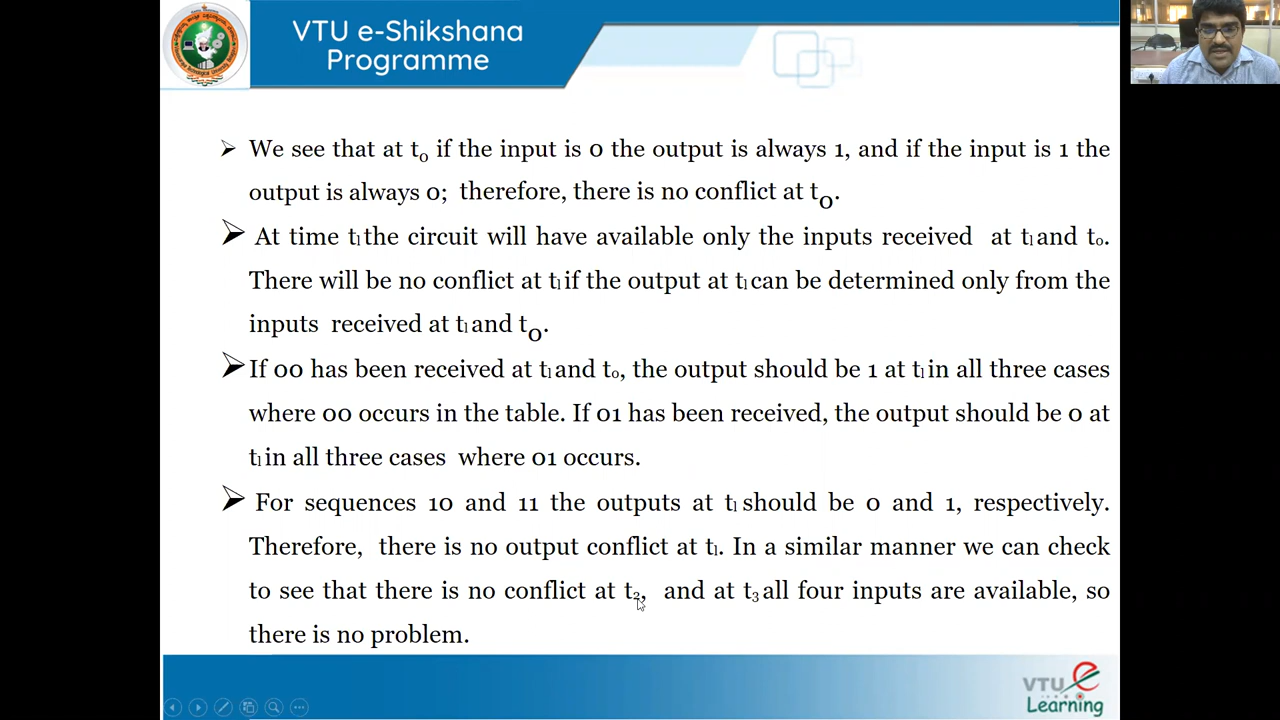 VTU e-Shikshana
Programme
➢ We see that at t₀ if the input is 0 the output is always 1, and if the input is 1 the
output is always 0; therefore, there is no conflict at t₀.
➢ At time t₁ the circuit will have available only the inputs received at t₁ and t₀.
There will be no conflict at t₁ if the output at t₁ can be determined only from the
inputs received at t₁ and t₀.
➢ If 00 has been received at t₁ and t₀, the output should be 1 at t₁ in all three cases
where 00 occurs in the table. If 01 has been received, the output should be 0 at
t₁ in all three cases where 01 occurs.
➢ For sequences 10 and 11 the outputs at t₁ should be 0 and 1, respectively.
Therefore, there is no output conflict at t₁. In a similar manner we can check
to see that there is no conflict at t₂, and at t₃ all four inputs are available, so
there is no problem.
VTU e
Learning